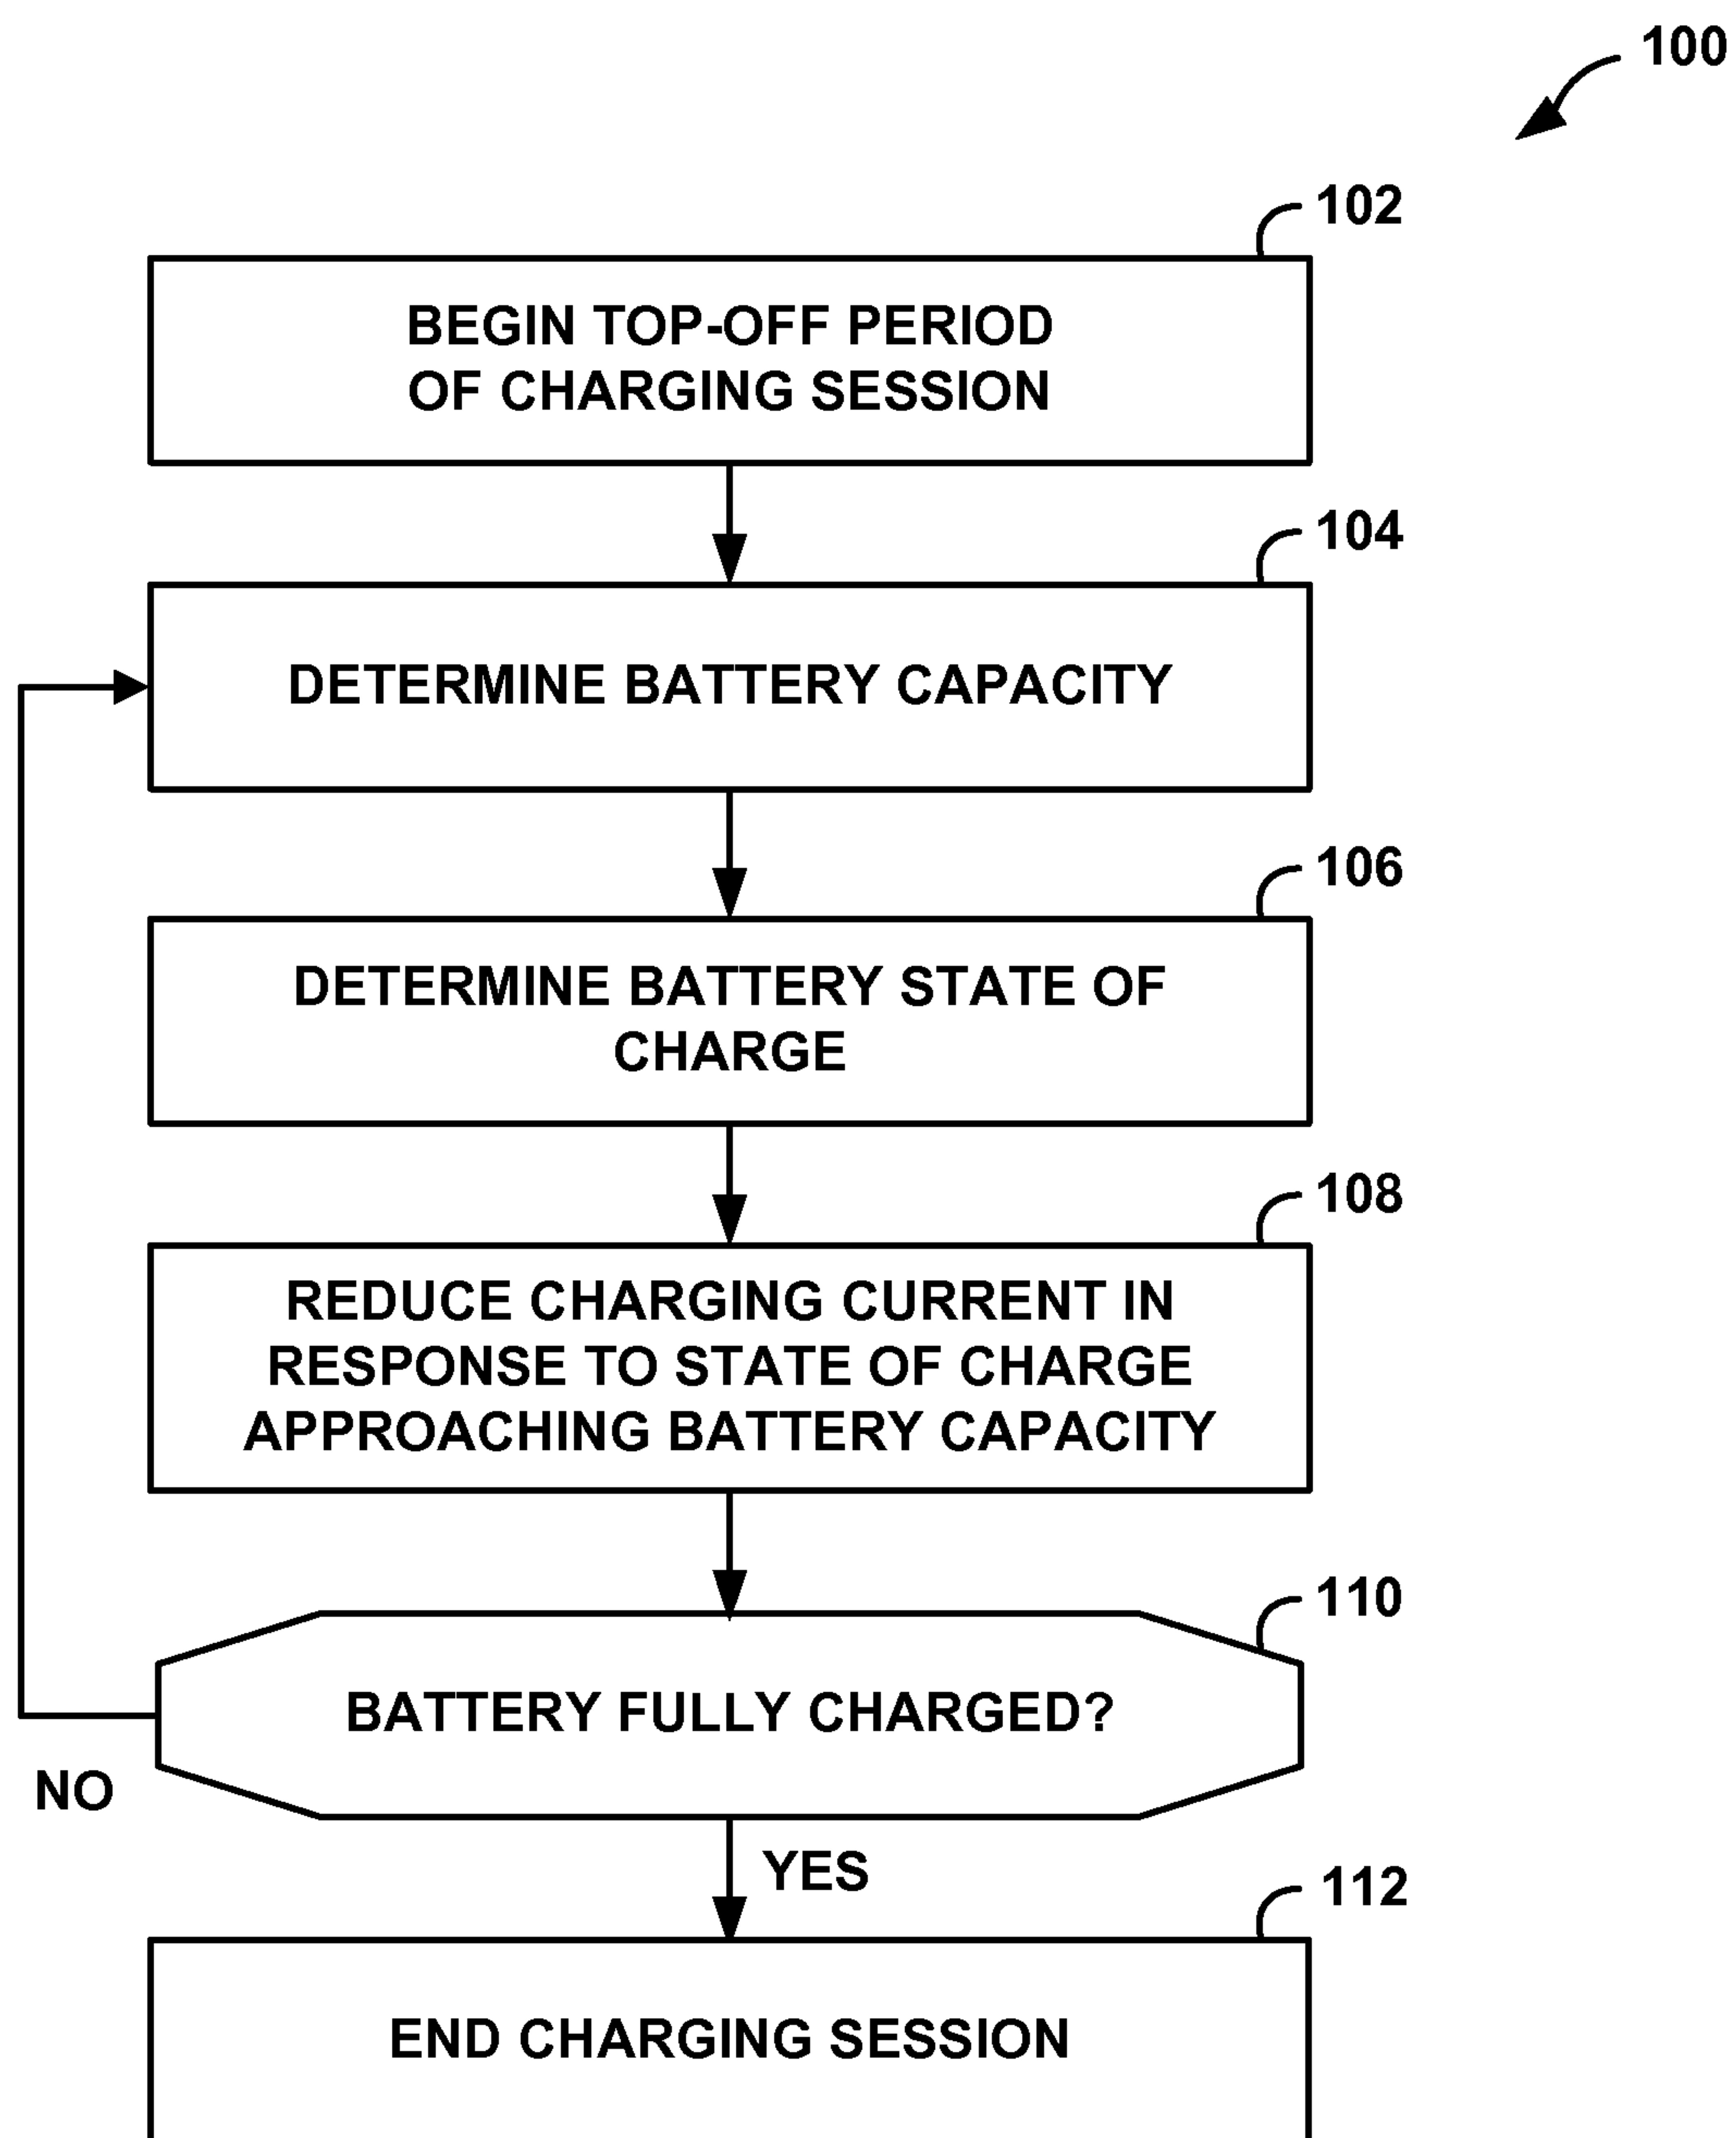 100
102
BEGIN TOP-OFF PERIOD
OF CHARGING SESSION
104
DETERMINE BATTERY CAPACITY
106
DETERMINE BATTERY STATE OF
CHARGE
108
REDUCE CHARGING CURRENT IN
RESPONSE TO STATE OF CHARGE
APPROACHING BATTERY CAPACITY
110
BATTERY FULLY CHARGED?
NO
YES
112
END CHARGING SESSION